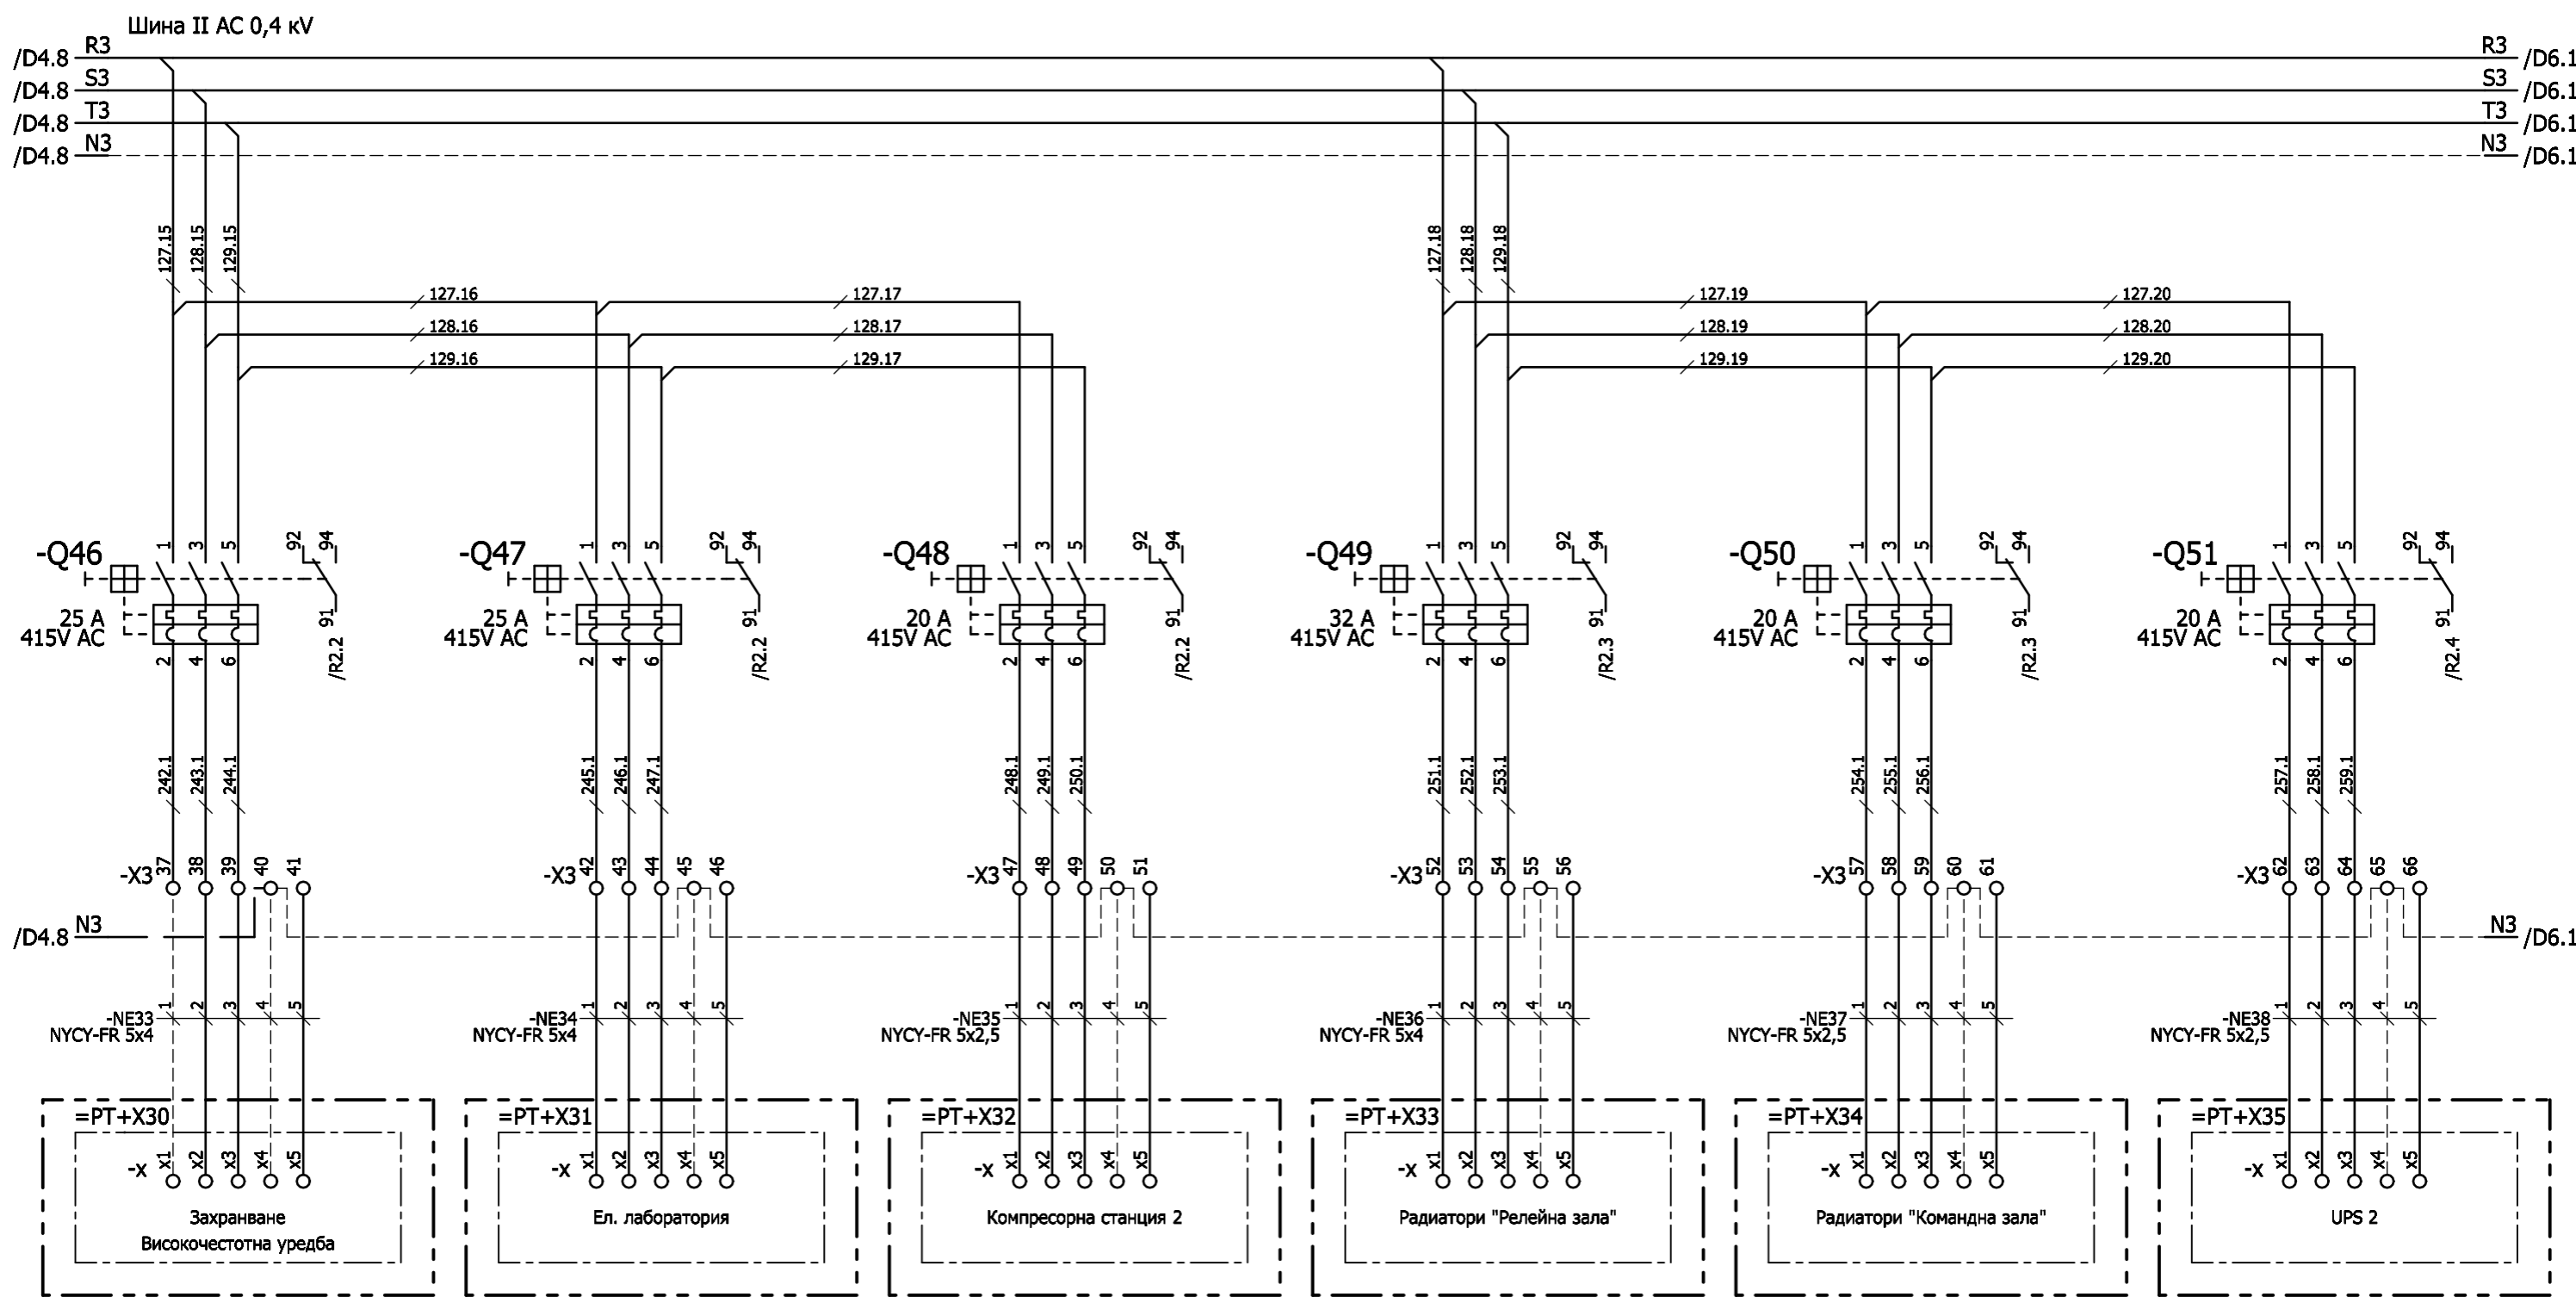 Шина II AC 0,4 кV
/D4.8 R3 R3 /D6.1
/D4.8 S3 S3 /D6.1
/D4.8 T3 T3 /D6.1
/D4.8 N3 N3 /D6.1
127.15 128.15 129.15 127.18 128.18 129.18
127.16 127.17 127.19 127.20
128.16 128.17 128.19 128.20
129.16 129.17 129.19 129.20
-Q46 1 3 5 92 94 -Q47 1 3 5 92 94 -Q48 1 3 5 92 94 -Q49 1 3 5 92 94 -Q50 1 3 5 92 94 -Q51 1 3 5 92 94
25 A 91 25 A 91 20 A 91 32 A 91 20 A 91 20 A 91
415V AC 415V AC 415V AC 415V AC 415V AC 415V AC
2 4 6 /R2.2 2 4 6 /R2.2 2 4 6 /R2.2 2 4 6 /R2.3 2 4 6 /R2.3 2 4 6 /R2.4
242.1 243.1 244.1 245.1 246.1 247.1 248.1 249.1 250.1 251.1 252.1 253.1 254.1 255.1 256.1 257.1 258.1 259.1
-X3 37 38 39 40 41 -X3 42 43 44 45 46 -X3 47 48 49 50 51 -X3 52 53 54 55 56 -X3 57 58 59 60 61 -X3 62 63 64 65 66
/D4.8 N3 N3 /D6.1
-NE33 1 2 3 4 5 -NE34 1 2 3 4 5 -NE35 1 2 3 4 5 -NE36 1 2 3 4 5 -NE37 1 2 3 4 5 -NE38 1 2 3 4 5
NYCY-FR 5x4 NYCY-FR 5x4 NYCY-FR 5x2,5 NYCY-FR 5x4 NYCY-FR 5x2,5 NYCY-FR 5x2,5
=PT+X30 =PT+X31 =PT+X32 =PT+X33 =PT+X34 =PT+X35
-x x1 x2 x3 x4 x5 -x x1 x2 x3 x4 x5 -x x1 x2 x3 x4 x5 -x x1 x2 x3 x4 x5 -x x1 x2 x3 x4 x5 -x x1 x2 x3 x4 x5
Захранване Ел. лаборатория Компресорна станция 2 Радиатори "Релейна зала" Радиатори "Командна зала" UPS 2
Високочестотна уредба